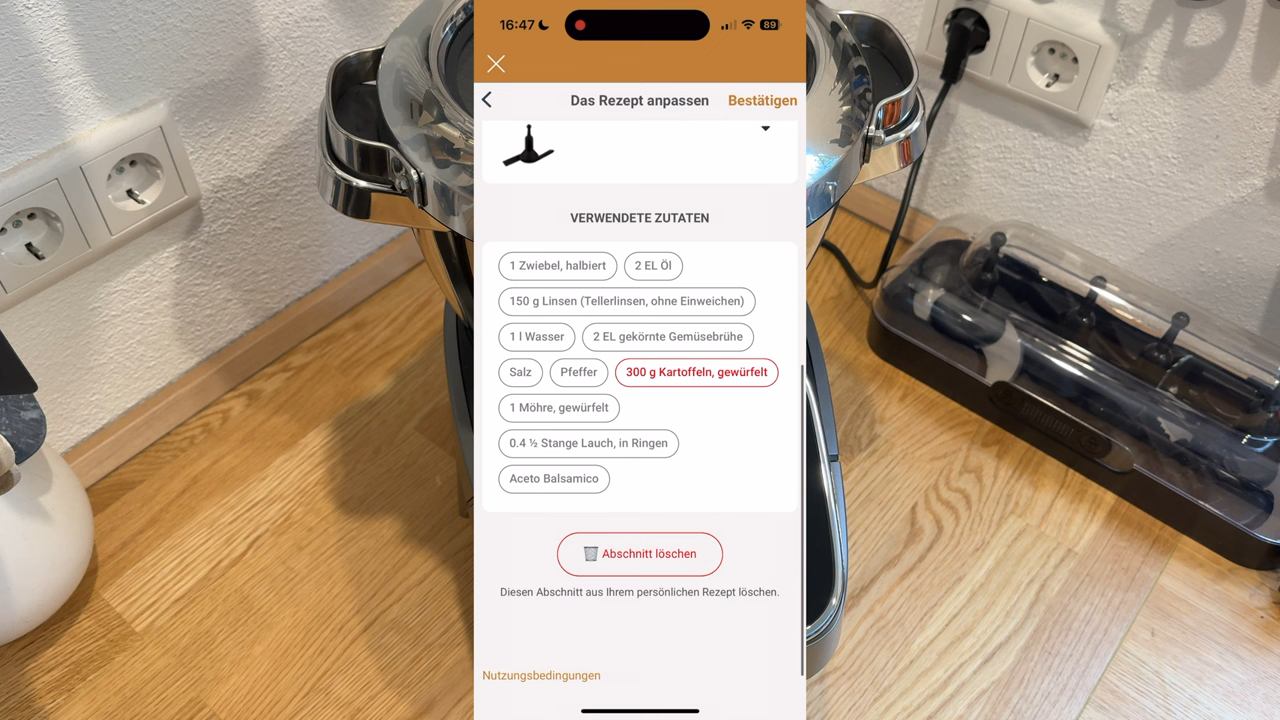 16:47
89
Das Rezept anpassen
Bestätigen
VERWENDETE ZUTATEN
1 Zwiebel, halbiert
2 EL Öl
150 g Linsen (Tellerlinsen, ohne Einweichen)
1 l Wasser
2 EL gekörnte Gemüsebrühe
Salz
Pfeffer
300 g Kartoffeln, gewürfelt
1 Möhre, gewürfelt
0.4 ½ Stange Lauch, in Ringen
Aceto Balsamico
Abschnitt löschen
Diesen Abschnitt aus Ihrem persönlichen Rezept löschen.
Nutzungsbedingungen